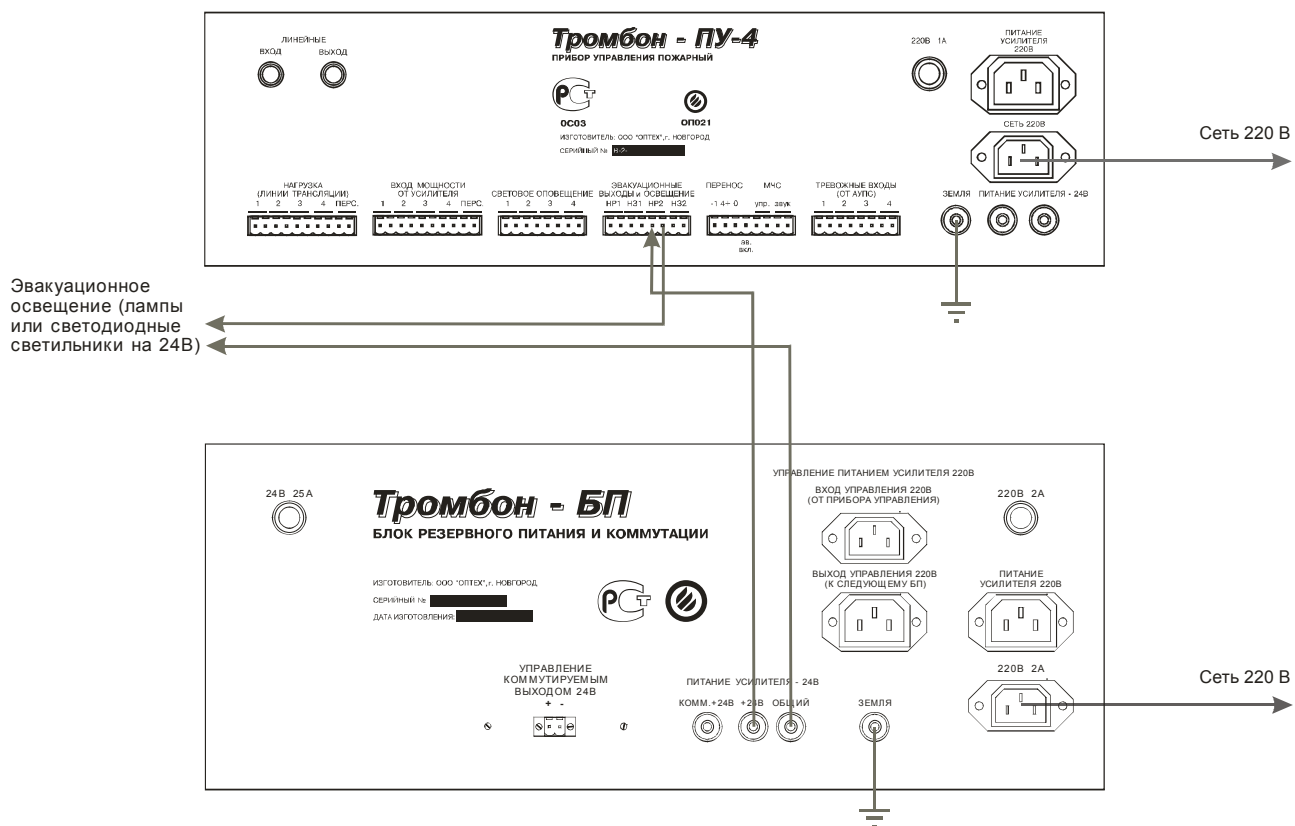 ЛИНЕЙНЫЕ
ВХОД ВЫХОД
Тромбон - ПУ-4
ПРИБОР УПРАВЛЕНИЯ ПОЖАРНЫЙ
РСТ
ОС03 ОП021
ИЗГОТОВИТЕЛЬ: ООО "ОПТЕХ", г. НОВГОРОД
СЕРИЙНЫЙ № 8-2-
220В 1А
ПИТАНИЕ
УСИЛИТЕЛЯ
220В
СЕТЬ 220В
Сеть 220 В
НАГРУЗКА
(ЛИНИИ ТРАНСЛЯЦИИ)
1 2 3 4 ПЕРС.
ВХОД МОЩНОСТИ
ОТ УСИЛИТЕЛЯ
1 2 3 4 ПЕРС.
СВЕТОВОЕ ОПОВЕЩЕНИЕ
1 2 3 4
ЭВАКУАЦИОННЫЕ
ВЫХОДЫ и ОСВЕЩЕНИЕ
НР1 НЗ1 НР2 НЗ2
ПЕРЕНОС МЧС
-1 4÷ 0 упр. звук
ав.
вкл.
ТРЕВОЖНЫЕ ВХОДЫ
(ОТ АУПС)
1 2 3 4
ЗЕМЛЯ ПИТАНИЕ УСИЛИТЕЛЯ - 24В
Эвакуационное
освещение (лампы
или светодиодные
светильники на 24В)
24В 25А
Тромбон - БП
БЛОК РЕЗЕРВНОГО ПИТАНИЯ И КОММУТАЦИИ
ИЗГОТОВИТЕЛЬ: ООО "ОПТЕХ", г. НОВГОРОД
СЕРИЙНЫЙ №
ДАТА ИЗГОТОВЛЕНИЯ:
РСТ
УПРАВЛЕНИЕ ПИТАНИЕМ УСИЛИТЕЛЯ 220В
ВХОД УПРАВЛЕНИЯ 220В
(ОТ ПРИБОРА УПРАВЛЕНИЯ)
220В 2А
ВЫХОД УПРАВЛЕНИЯ 220В
(К СЛЕДУЮЩЕМУ БП)
ПИТАНИЕ
УСИЛИТЕЛЯ 220В
УПРАВЛЕНИЕ
КОММУТИРУЕМЫМ
ВЫХОДОМ 24В
+ -
ПИТАНИЕ УСИЛИТЕЛЯ - 24В
КОММ.+24В +24В ОБЩИЙ
ЗЕМЛЯ
220В 2А
Сеть 220 В